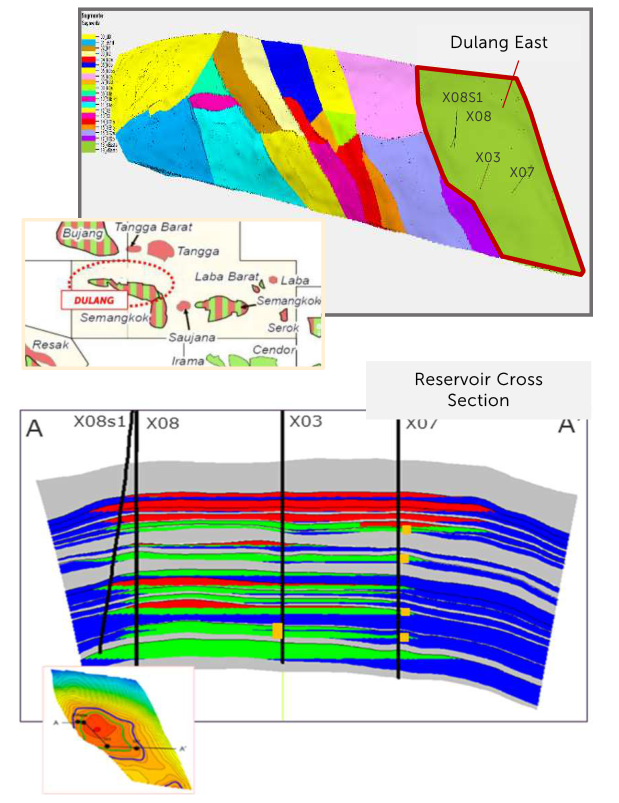 Segments
Dulang East
X08S1
X08
X03
X07
Bujang
Tangga Barat
Tangga
Laba Barat
Laba
DULANG
Semangkok
Semangkok
Saujana
Serok
Resak
Irama
Cendor
Reservoir Cross
Section
A
X08s1
X08
X03
X07
A'
A
A'